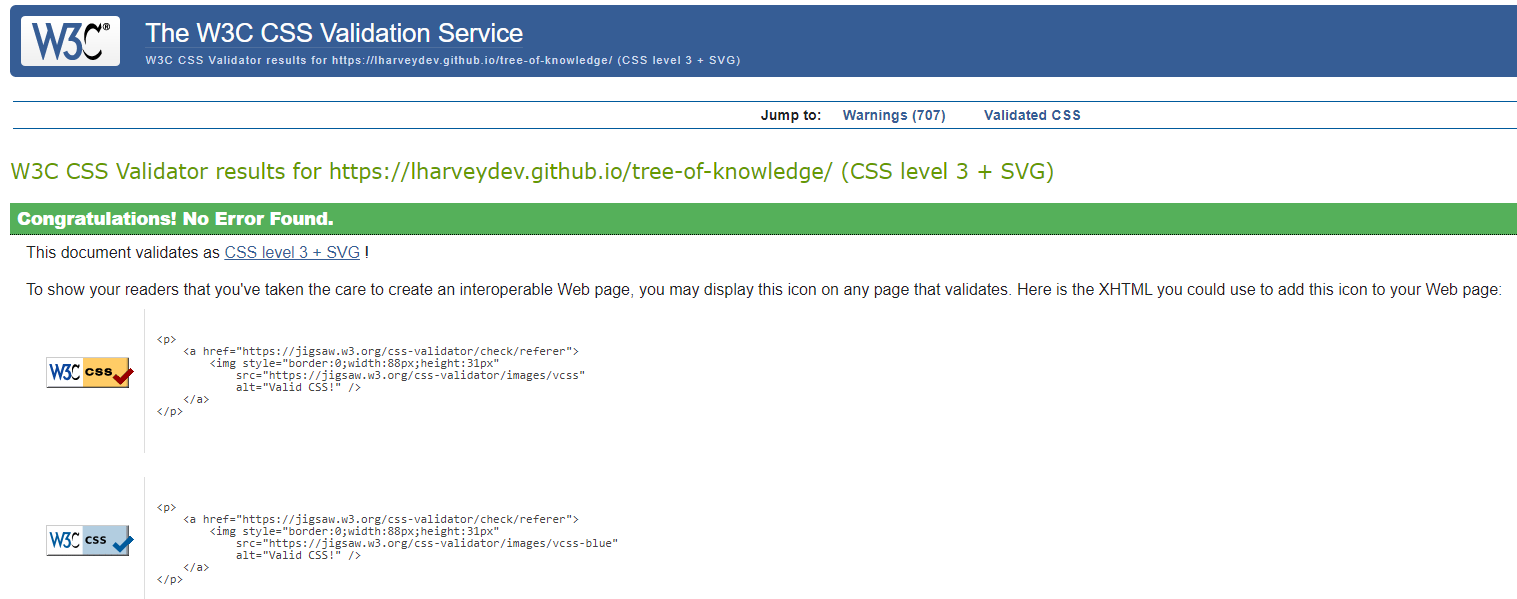 W3C®
The W3C CSS Validation Service
W3C CSS Validator results for https://lharveydev.github.io/tree-of-knowledge/ (CSS level 3 + SVG)
Jump to: Warnings (707) Validated CSS
W3C CSS Validator results for https://lharveydev.github.io/tree-of-knowledge/ (CSS level 3 + SVG)
Congratulations! No Error Found.
This document validates as CSS level 3 + SVG !
To show your readers that you've taken the care to create an interoperable Web page, you may display this icon on any page that validates. Here is the XHTML you could use to add this icon to your Web page:
W3C css
<p>
<a href="https://jigsaw.w3.org/css-validator/check/referer">
<img style="border:0;width:88px;height:31px"
src="https://jigsaw.w3.org/css-validator/images/vcss"
alt="Valid CSS!" />
</a>
</p>
W3C css
<p>
<a href="https://jigsaw.w3.org/css-validator/check/referer">
<img style="border:0;width:88px;height:31px"
src="https://jigsaw.w3.org/css-validator/images/vcss-blue"
alt="Valid CSS!" />
</a>
</p>